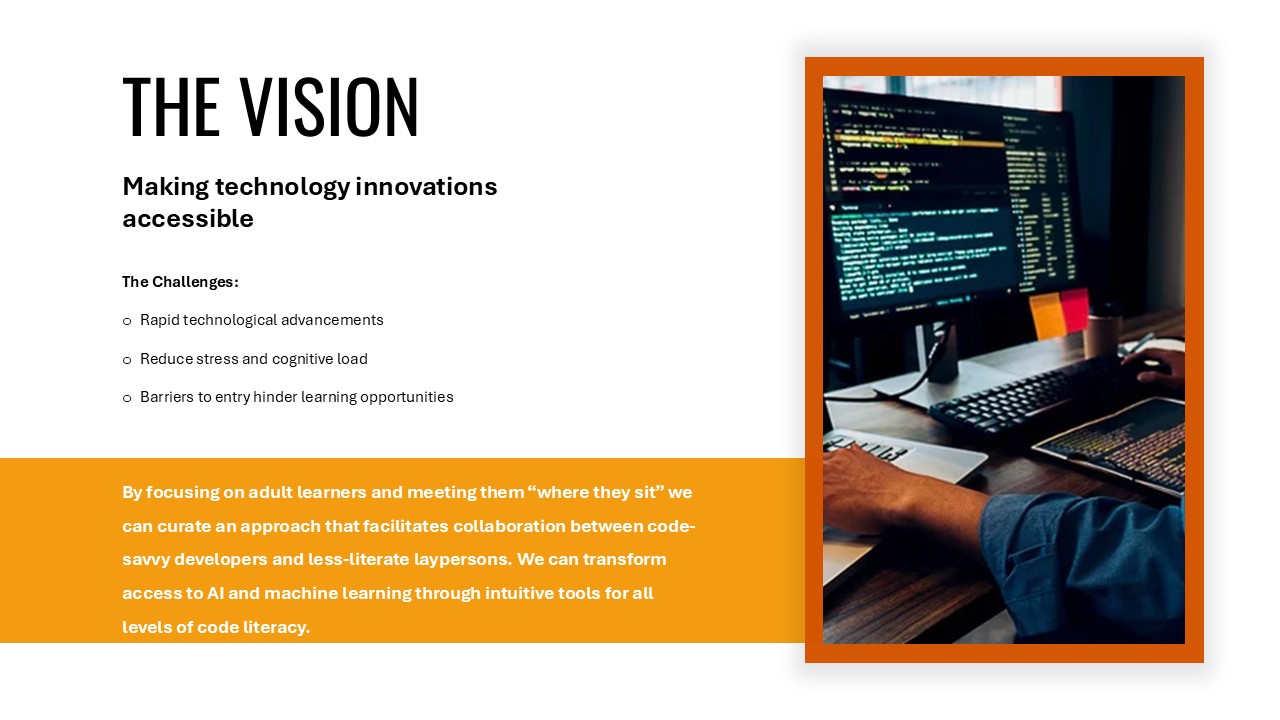 THE VISION
Making technology innovations
accessible
The Challenges:
o Rapid technological advancements
o Reduce stress and cognitive load
o Barriers to entry hinder learning opportunities
By focusing on adult learners and meeting them “where they sit” we
can curate an approach that facilitates collaboration between code-
savvy developers and less-literate laypersons. We can transform
access to AI and machine learning through intuitive tools for all
levels of code literacy.